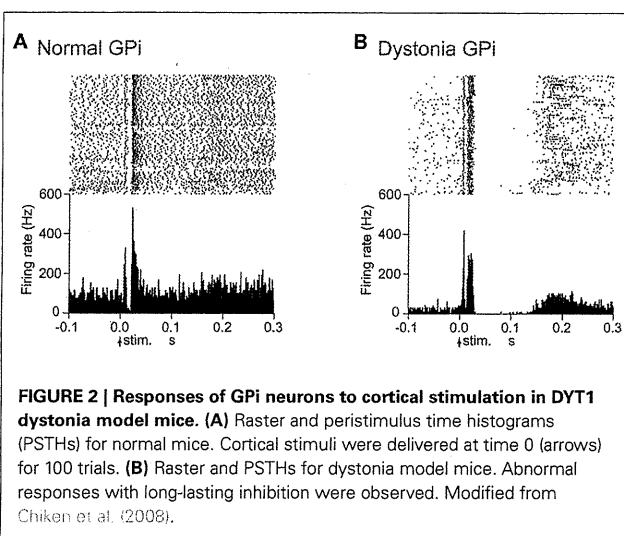 A Normal GPi
B Dystonia GPi
600
400
200
0
Firing rate (Hz)
-0.1 0.0 0.1 0.2 0.3
stim. s
600
400
200
0
Firing rate (Hz)
-0.1 0.0 0.1 0.2 0.3
stim. s
FIGURE 2 | Responses of GPi neurons to cortical stimulation in DYT1
dystonia model mice. (A) Raster and peristimulus time histograms
(PSTHs) for normal mice. Cortical stimuli were delivered at time 0 (arrows)
for 100 trials. (B) Raster and PSTHs for dystonia model mice. Abnormal
responses with long-lasting inhibition were observed. Modified from
Chiken et al. (2008).